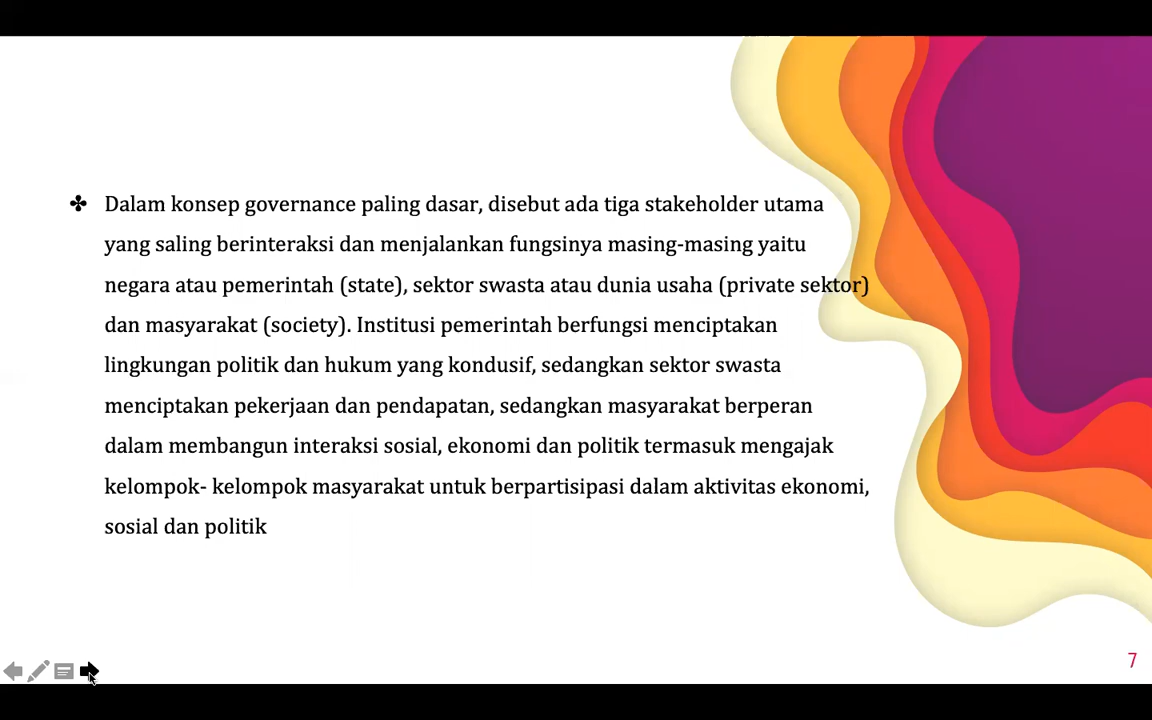 ✤ Dalam konsep governance paling dasar, disebut ada tiga stakeholder utama
yang saling berinteraksi dan menjalankan fungsinya masing-masing yaitu
negara atau pemerintah (state), sektor swasta atau dunia usaha (private sektor)
dan masyarakat (society). Institusi pemerintah berfungsi menciptakan
lingkungan politik dan hukum yang kondusif, sedangkan sektor swasta
menciptakan pekerjaan dan pendapatan, sedangkan masyarakat berperan
dalam membangun interaksi sosial, ekonomi dan politik termasuk mengajak
kelompok- kelompok masyarakat untuk berpartisipasi dalam aktivitas ekonomi,
sosial dan politik
7